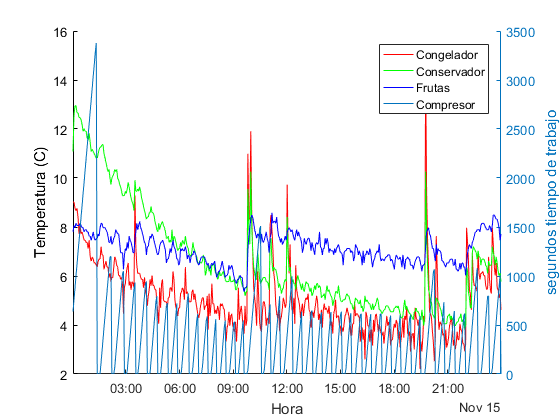 16
14
12
10
8
6
4
2
Temperatura (C)
Congelador
Conservador
Frutas
Compresor
3500
3000
2500
2000
1500
1000
500
0
segundos tiempo de trabajo
03:00
06:00
09:00
12:00
15:00
18:00
21:00
Hora
Nov 15